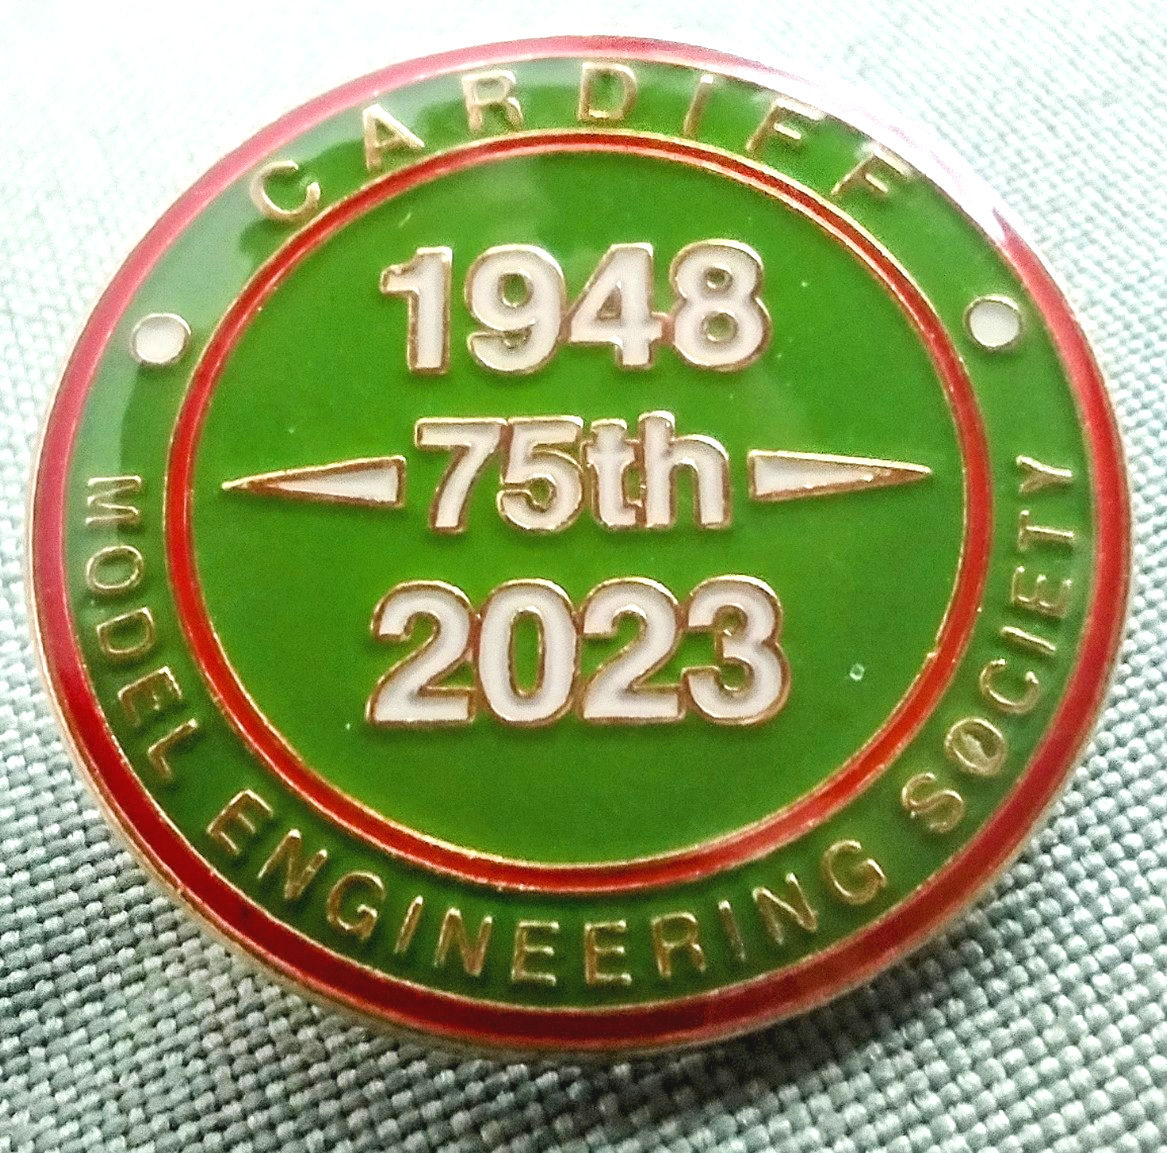 CARDIFF
1948
75th
2023
MODEL ENGINEERING SOCIETY